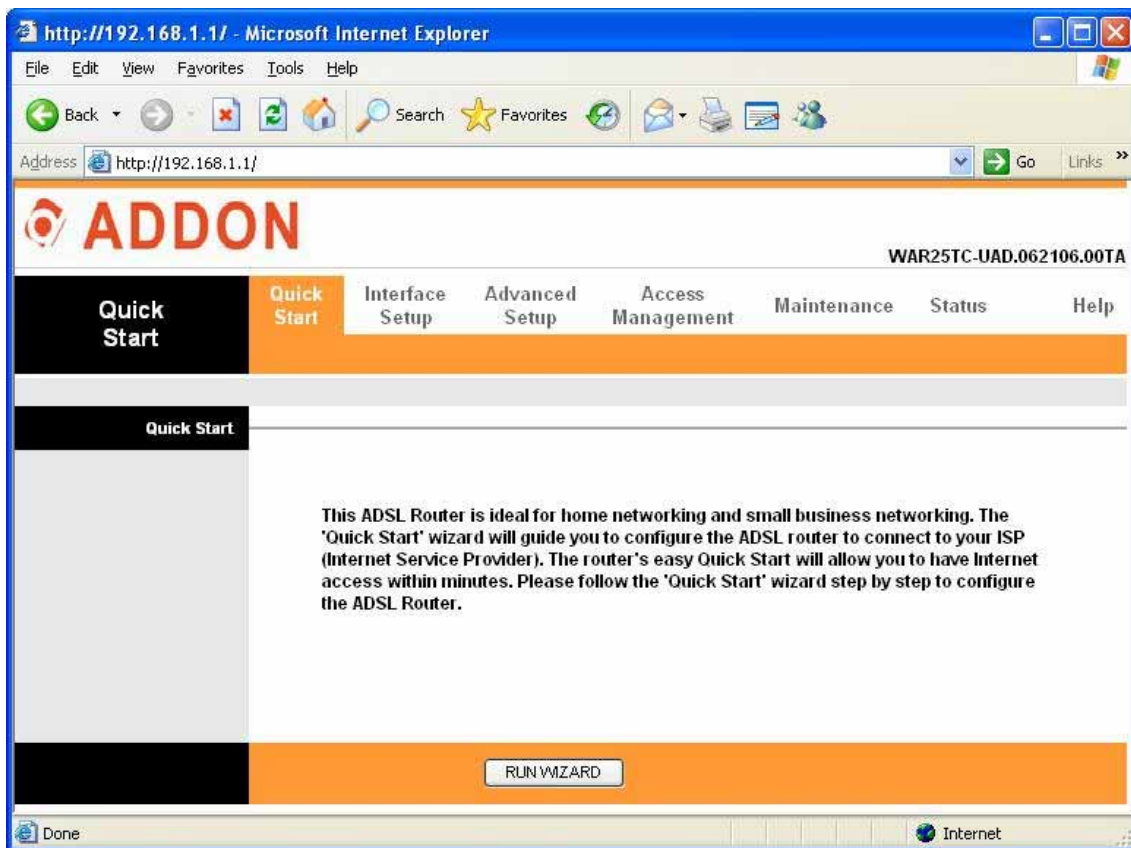 http://192.168.1.1/ - Microsoft Internet Explorer
File Edit View Favorites Tools Help
Back Search Favorites
Address http://192.168.1.1/ Go Links »
ADDON
WAR25TC-UAD.062106.00TA
Quick
Start
Quick
Start
Interface
Setup
Advanced
Setup
Access
Management
Maintenance
Status
Help
Quick Start
This ADSL Router is ideal for home networking and small business networking. The
'Quick Start' wizard will guide you to configure the ADSL router to connect to your ISP
(Internet Service Provider). The router's easy Quick Start will allow you to have Internet
access within minutes. Please follow the 'Quick Start' wizard step by step to configure
the ADSL Router.
RUN WIZARD
Done Internet